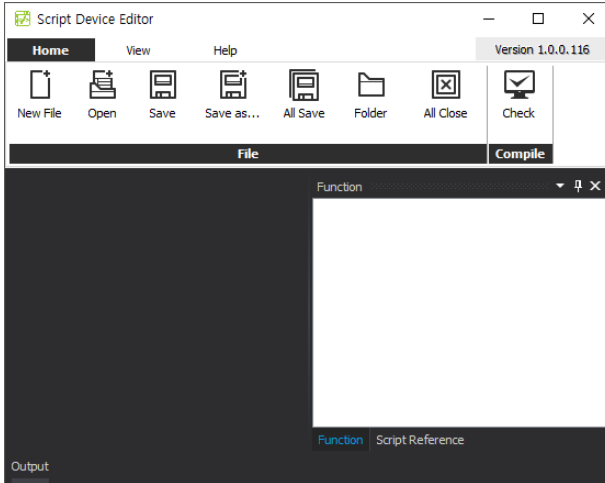 Script Device Editor
Home View Help Version 1.0.0.116
New File Open Save Save as... All Save Folder All Close Check
File Compile
Function
Function Script Reference
Output